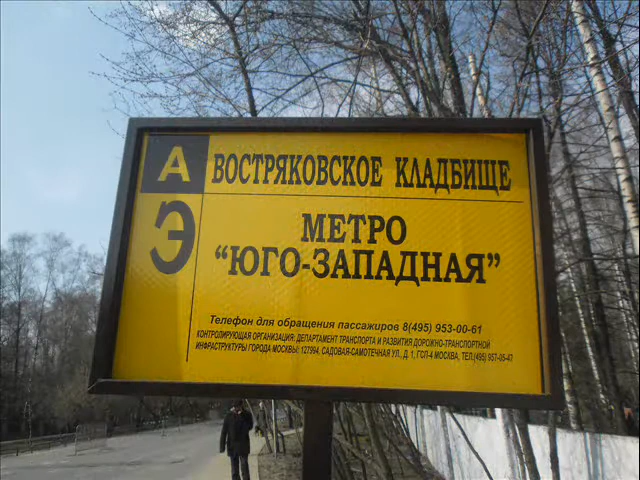 А ВОСТРЯКОВСКОЕ КЛАДБИЩЕ
Э МЕТРО
“ЮГО-ЗАПАДНАЯ”
Телефон для обращения пассажиров 8(495) 953-00-61
КОНТРОЛИРУЮЩАЯ ОРГАНИЗАЦИЯ: ДЕПАРТАМЕНТ ТРАНСПОРТА И РАЗВИТИЯ ДОРОЖНО-ТРАНСПОРТНОЙ
ИНФРАСТРУКТУРЫ ГОРОДА МОСКВЫ: 127994, САДОВАЯ-САМОТЕЧНАЯ УЛ., Д. 1, ГСП-4 МОСКВА, ТЕЛ.(495) 957-05-47